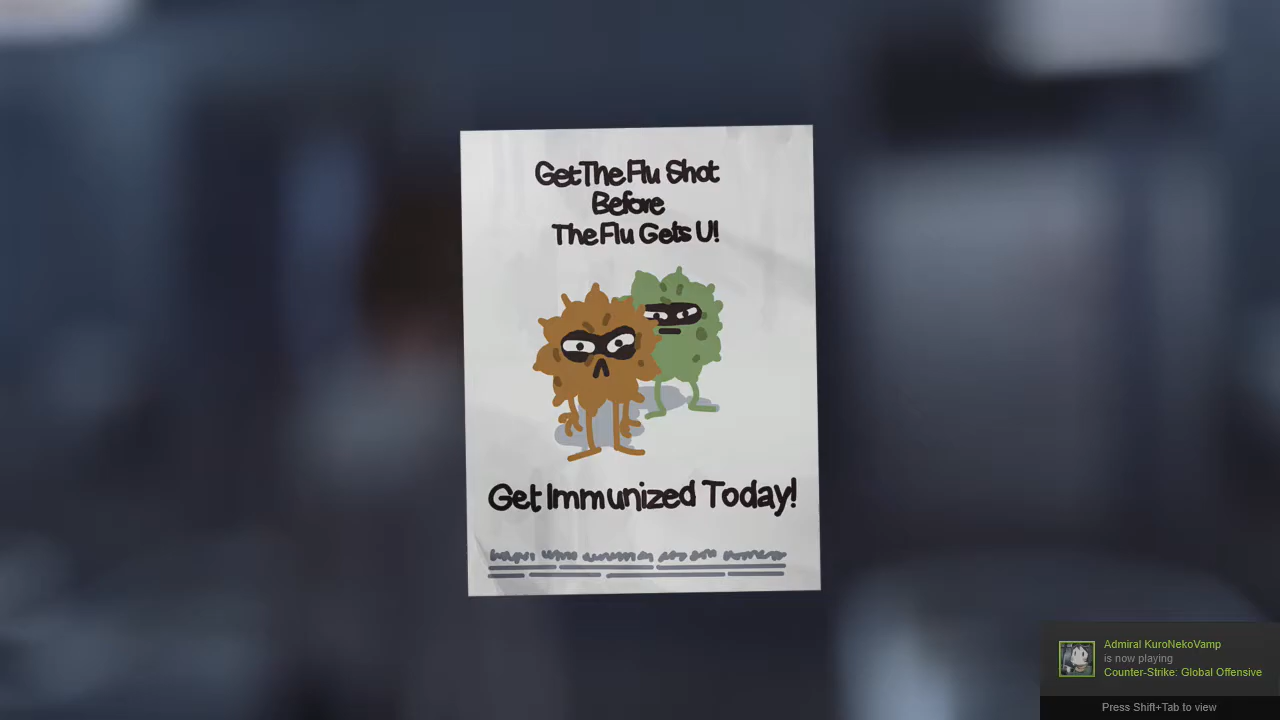 Get The Flu Shot
Before
The Flu Gets U!
Get Immunized Today!
Admiral KuroNekoVamp
is now playing
Counter-Strike: Global Offensive
Press Shift+Tab to view